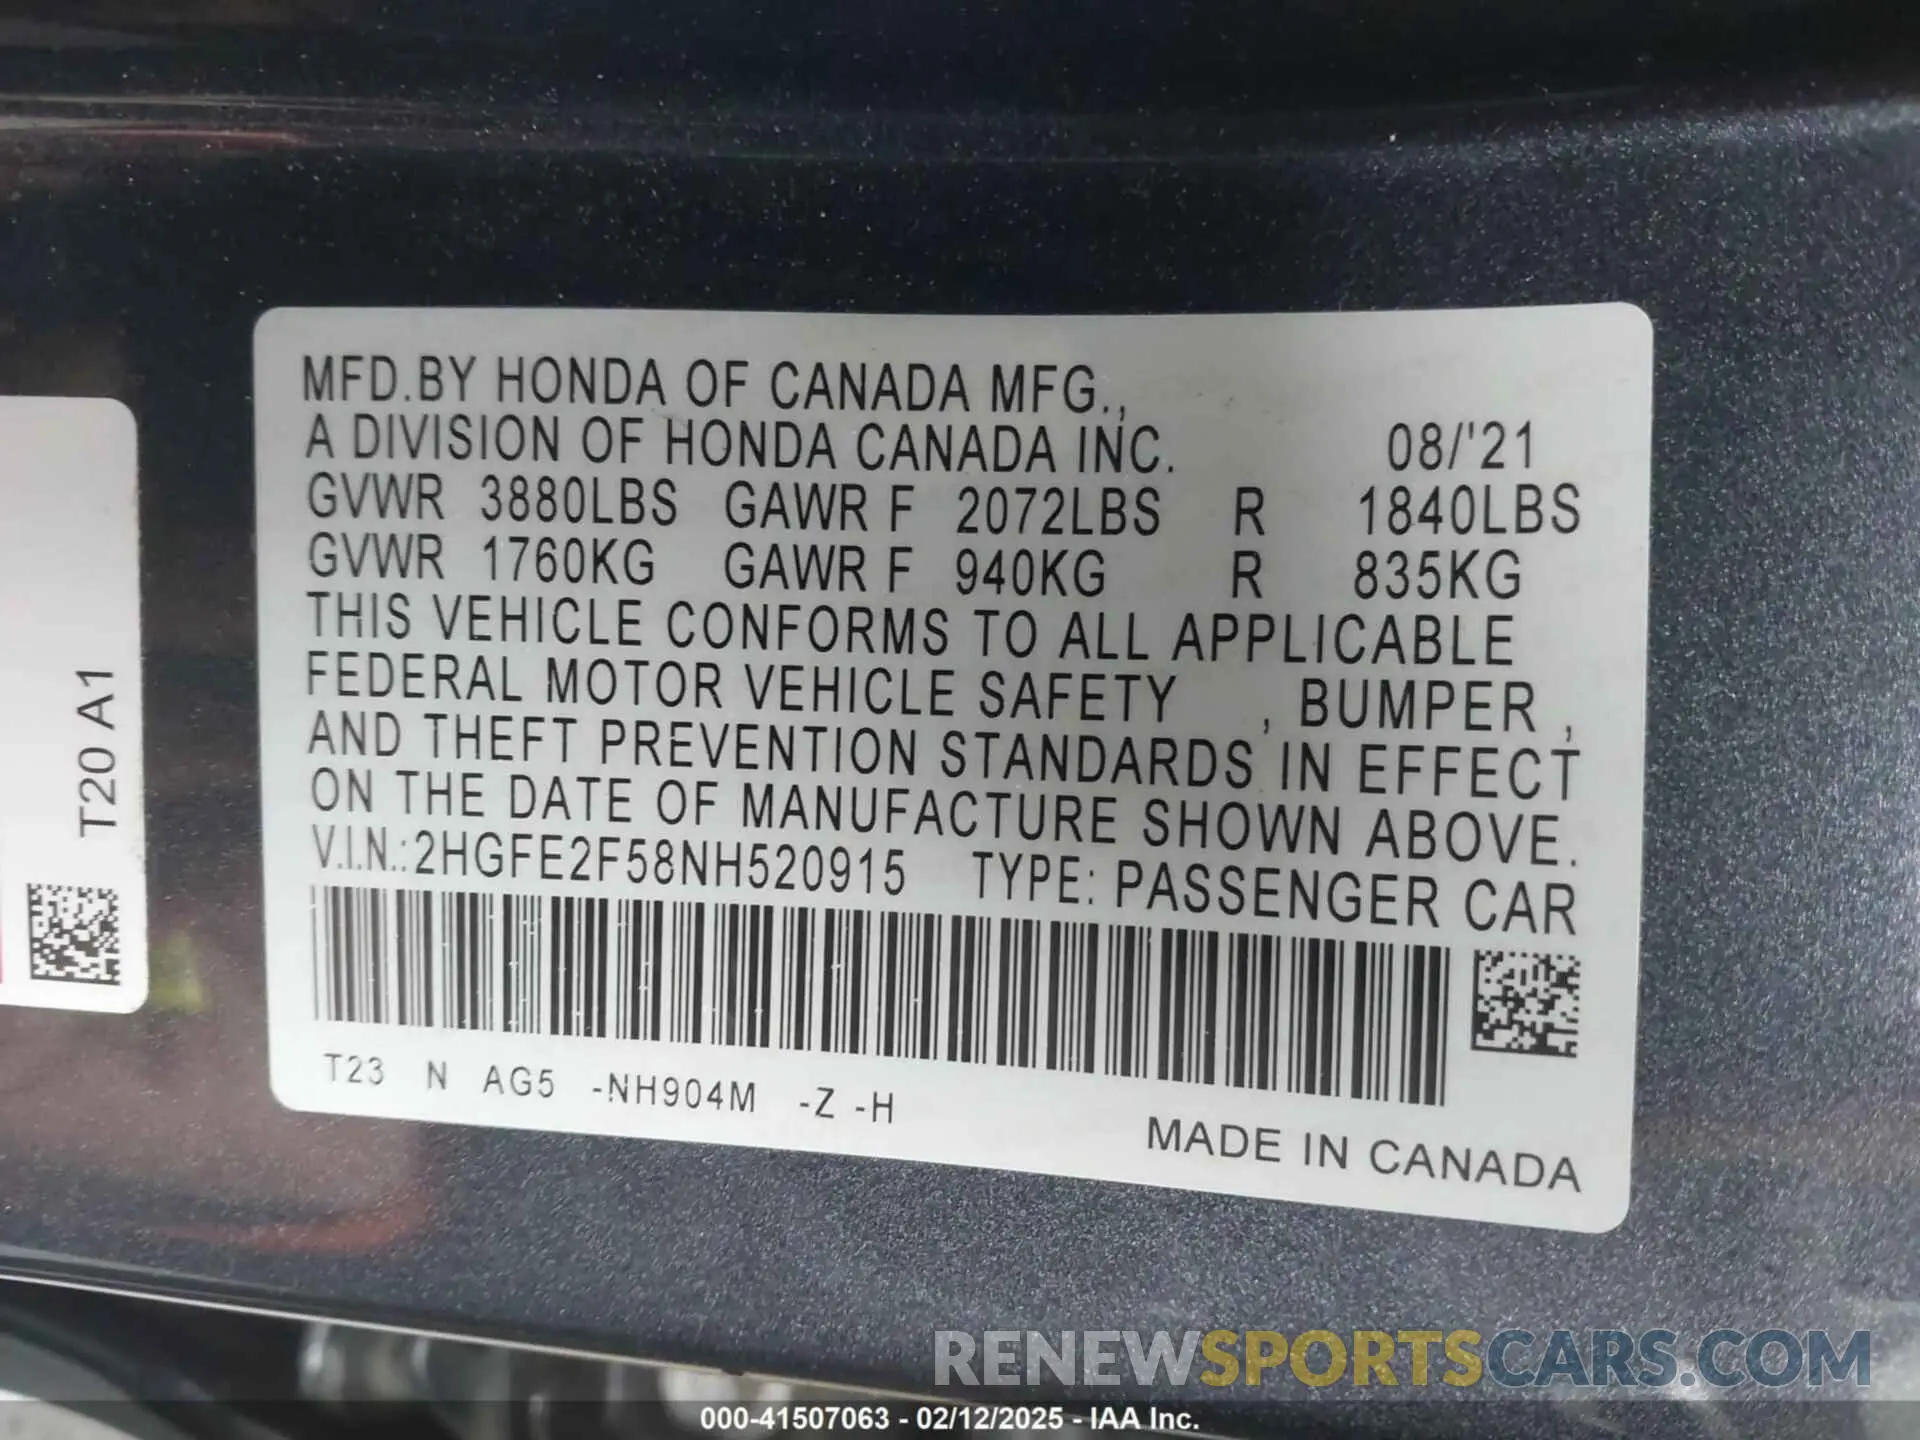 MFD.BY HONDA OF CANADA MFG.,
A DIVISION OF HONDA CANADA INC. 08/'21
GVWR 3880LBS GAWR F 2072LBS R 1840LBS
GVWR 1760KG GAWR F 940KG R 835KG
THIS VEHICLE CONFORMS TO ALL APPLICABLE
FEDERAL MOTOR VEHICLE SAFETY , BUMPER ,
AND THEFT PREVENTION STANDARDS IN EFFECT
ON THE DATE OF MANUFACTURE SHOWN ABOVE.
V.I.N.:2HGFE2F58NH520915 TYPE: PASSENGER CAR
T23 N AG5 -NH904M -Z -H
MADE IN CANADA
T20 A1
RENEWSPORTSCARS.COM
000-41507063 - 02/12/2025 - IAA Inc.